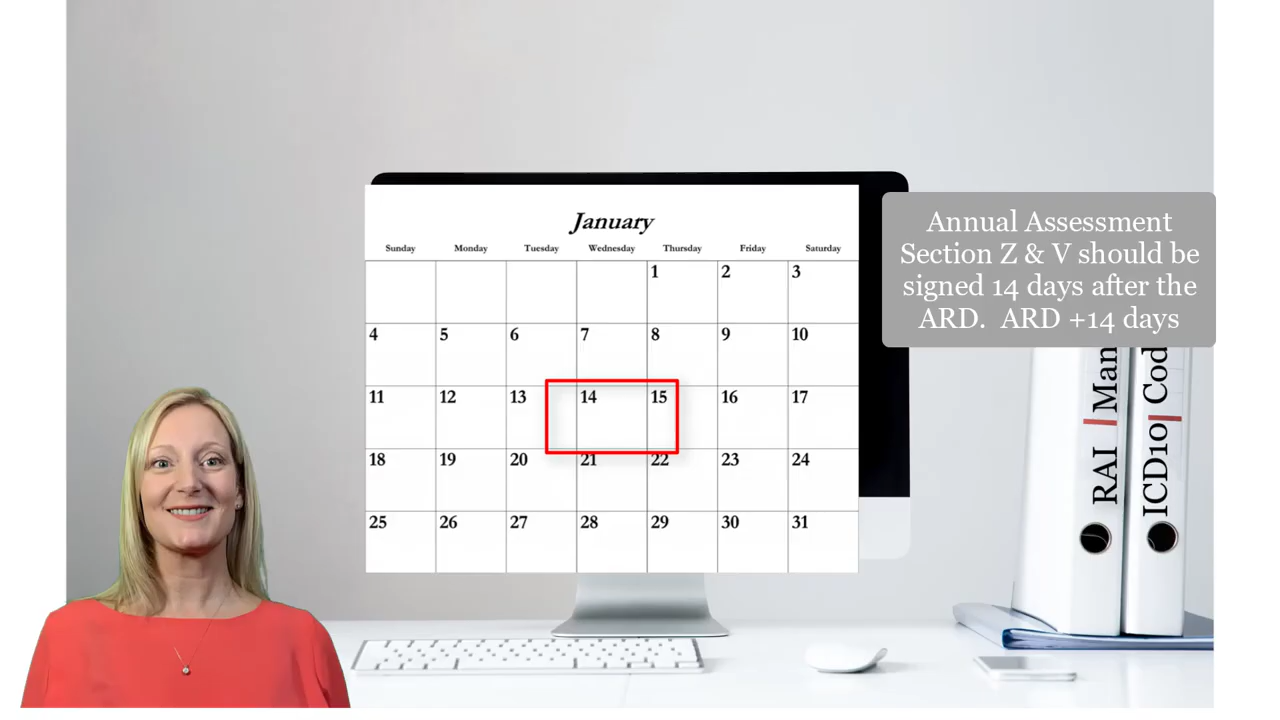 January
Sunday Monday Tuesday Wednesday Thursday Friday Saturday
1 2 3
4 5 6 7 8 9 10
11 12 13 14 15 16 17
18 19 20 21 22 23 24
25 26 27 28 29 30 31
Annual Assessment
Section Z & V should be
signed 14 days after the
ARD. ARD +14 days
RAI Man
ICD10 Cod